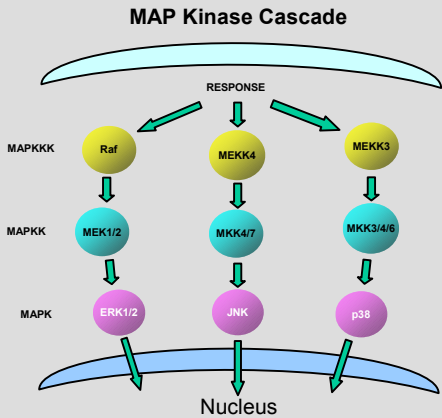 MAP Kinase Cascade
RESPONSE
MAPKKK
Raf
MEKK4
MEKK3
MAPKK
MEK1/2
MKK4/7
MKK3/4/6
MAPK
ERK1/2
JNK
p38
Nucleus